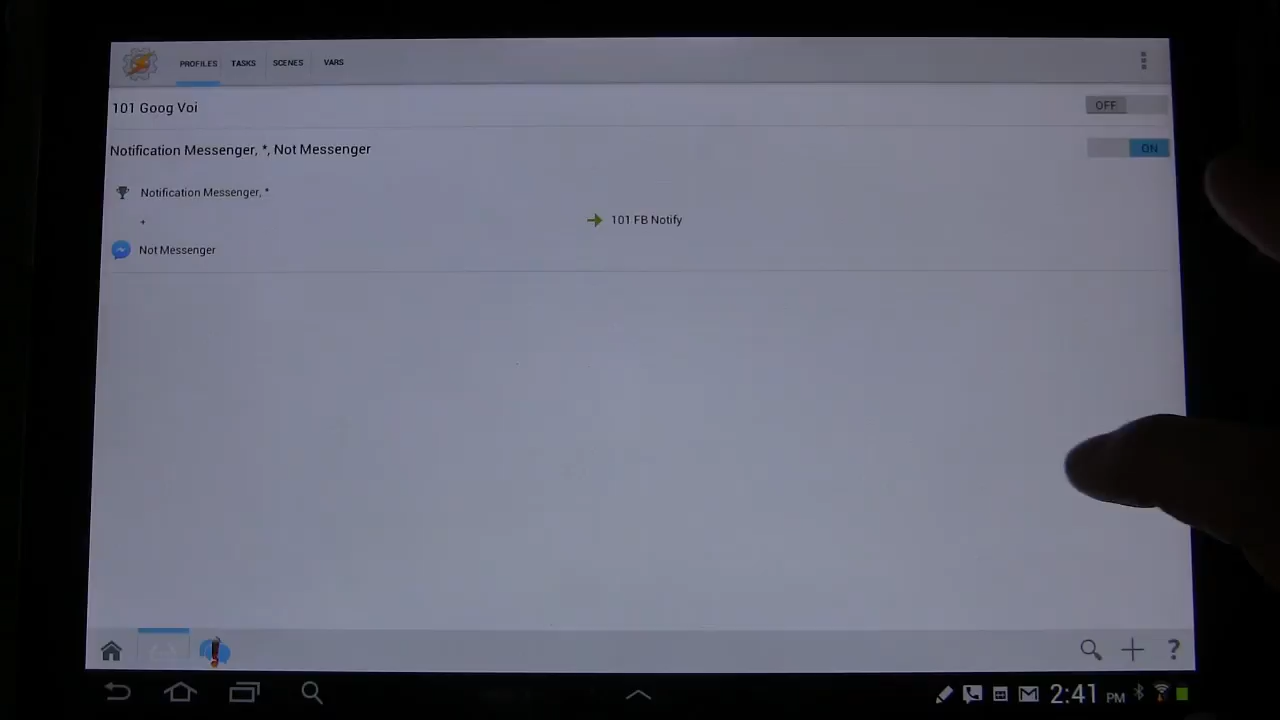 PROFILES TASKS SCENES VARS
101 Goog Voi OFF
Notification Messenger, *, Not Messenger ON
Notification Messenger, *
+
101 FB Notify
Not Messenger
?
2:41 PM